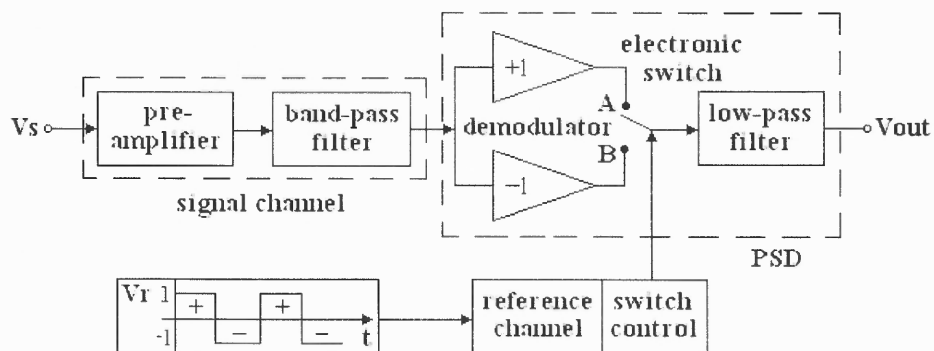 electronic
switch
+1
A
Vs
pre-
amplifier
band-pass
filter
demodulator
low-pass
filter
Vout
B
−1
signal channel
PSD
Vr 1
+
+
-1
−
−
t
reference
channel
switch
control